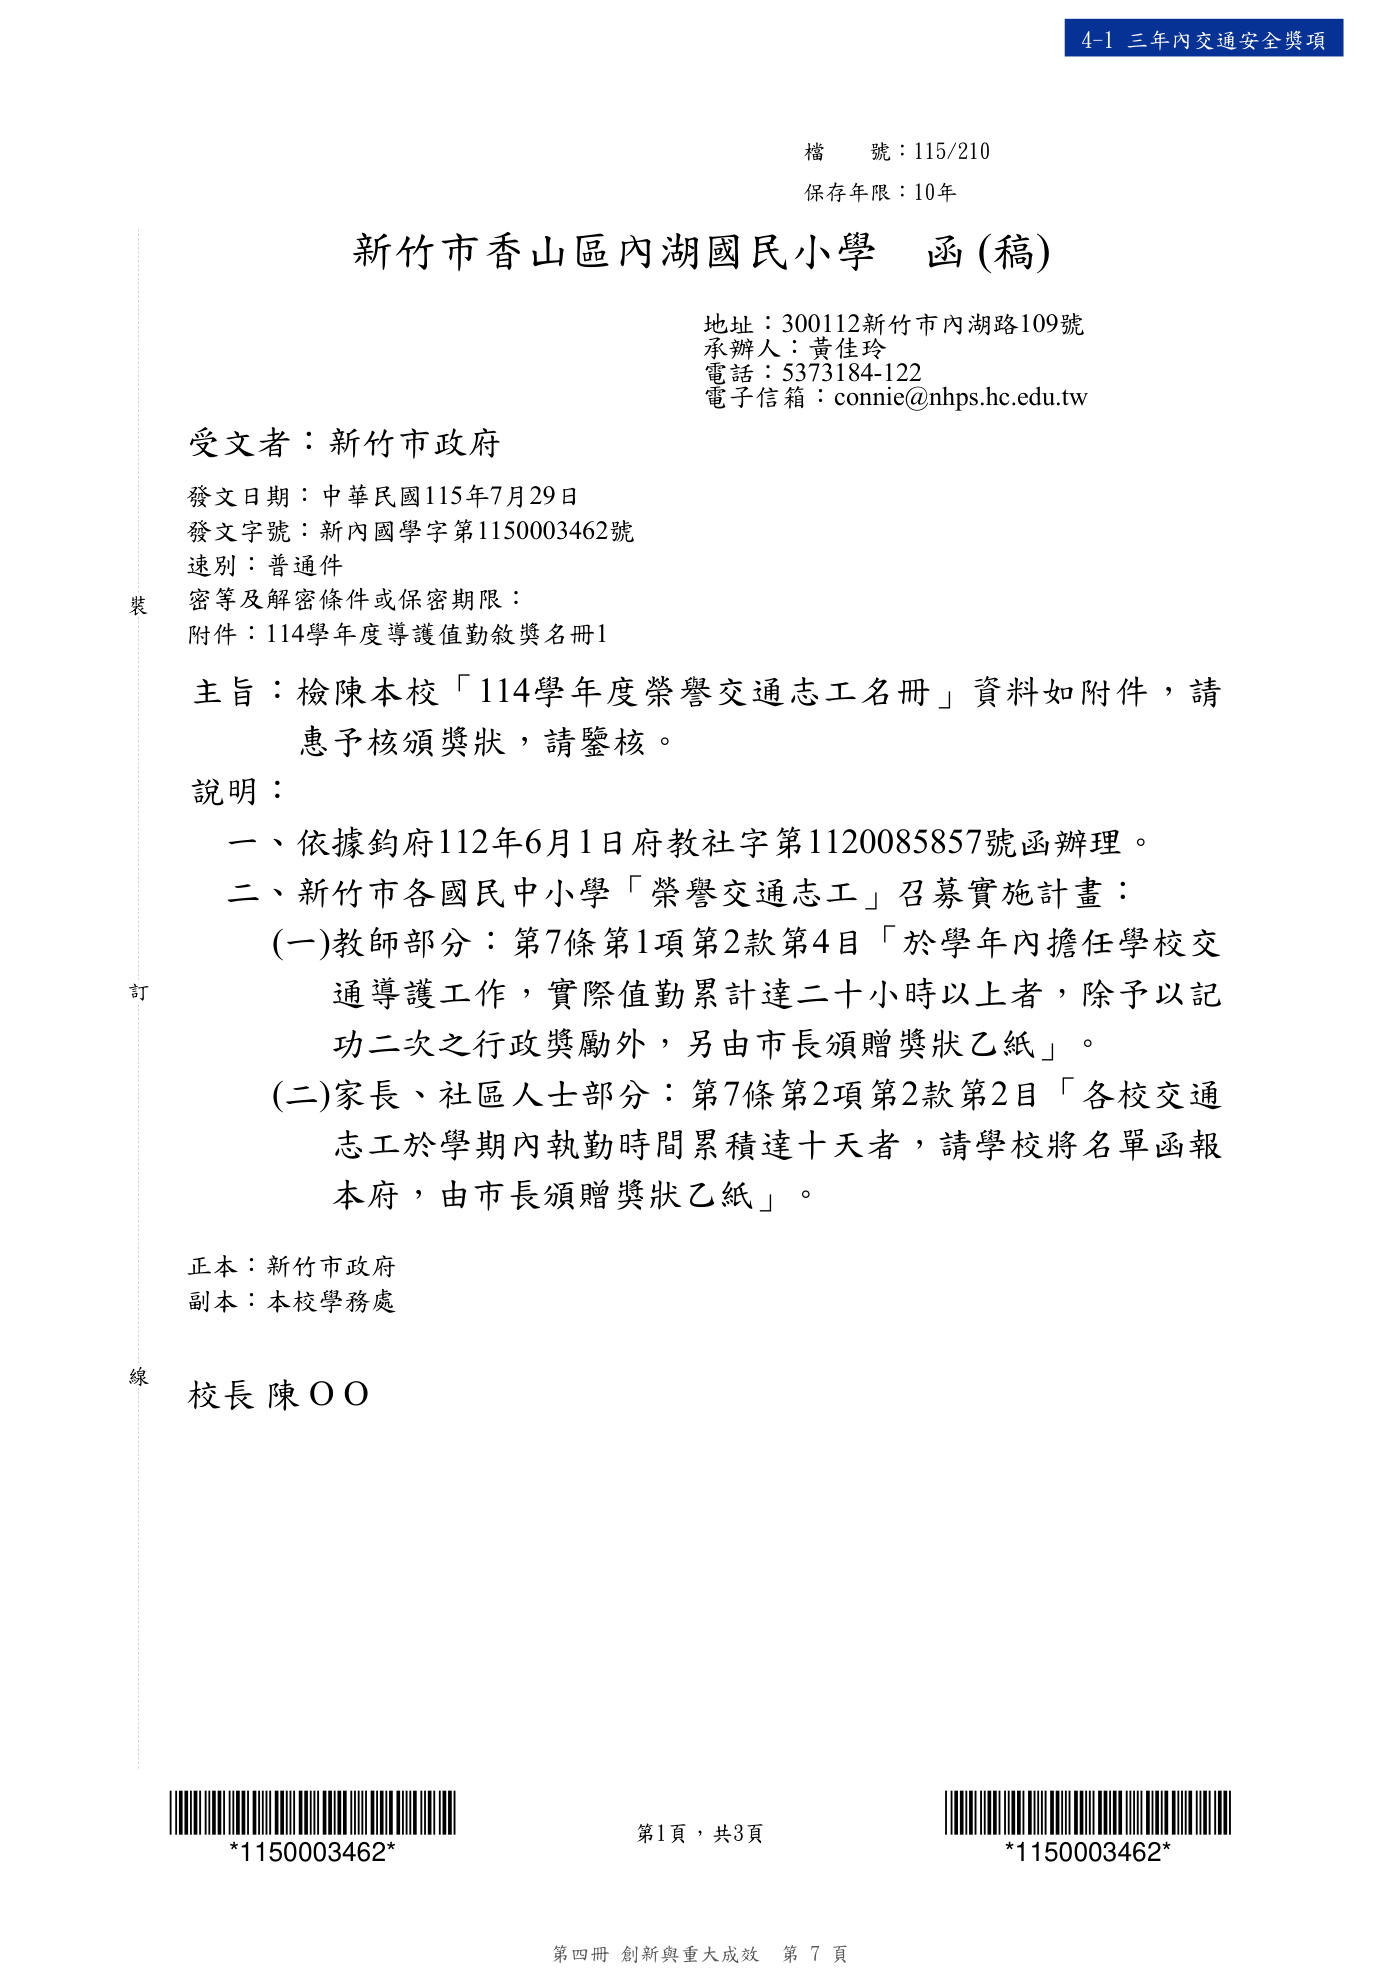 4-1 三年內交通安全獎項
檔　　號：115/210
保存年限：10年
新竹市香山區內湖國民小學　函(稿)
地址：300112新竹市內湖路109號
承辦人：黃佳玲
電話：5373184-122
電子信箱：connie@nhps.hc.edu.tw
受文者：新竹市政府
發文日期：中華民國115年7月29日
發文字號：新內國學字第1150003462號
速別：普通件
密等及解密條件或保密期限：
附件：114學年度導護值勤敘獎名冊1
主旨：檢陳本校「114學年度榮譽交通志工名冊」資料如附件，請
惠予核頒獎狀，請鑒核。
說明：
一、依據鈞府112年6月1日府教社字第1120085857號函辦理。
二、新竹市各國民中小學「榮譽交通志工」召募實施計畫：
(一)教師部分：第7條第1項第2款第4目「於學年內擔任學校交
通導護工作，實際值勤累計達二十小時以上者，除予以記
功二次之行政獎勵外，另由市長頒贈獎狀乙紙」。
(二)家長、社區人士部分：第7條第2項第2款第2目「各校交通
志工於學期內執勤時間累積達十天者，請學校將名單函報
本府，由市長頒贈獎狀乙紙」。
正本：新竹市政府
副本：本校學務處
校長 陳OO
裝
訂
線
*1150003462*
第1頁，共3頁
*1150003462*
第四冊 創新與重大成效　第 7 頁